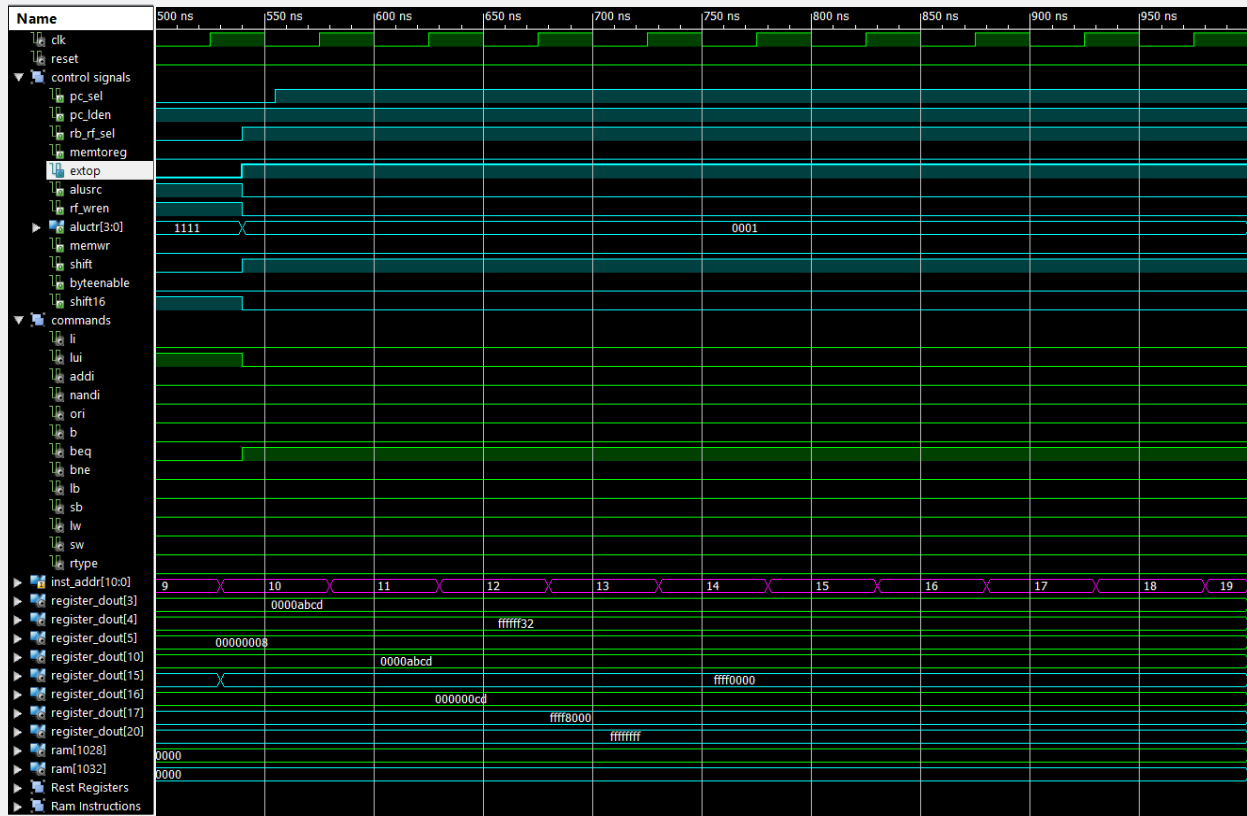 Name 500 ns 550 ns 600 ns 650 ns 700 ns 750 ns 800 ns 850 ns 900 ns 950 ns
clk
reset
control signals
pc_sel
pc_lden
rb_rf_sel
memtoreg
extop
alusrc
rf_wren
aluctr[3:0] 1111 0001
memwr
shift
byteenable
shift16
commands
li
lui
addi
nandi
ori
b
beq
bne
lb
sb
lw
sw
rtype
inst_addr[10:0] 9 10 11 12 13 14 15 16 17 18 19
register_dout[3] 0000abcd
register_dout[4] ffffff32
register_dout[5] 00000008
register_dout[10] 0000abcd
register_dout[15] ffff0000
register_dout[16] 000000cd
register_dout[17] ffff8000
register_dout[20] ffffffff
ram[1028] 0000
ram[1032] 0000
Rest Registers
Ram Instructions